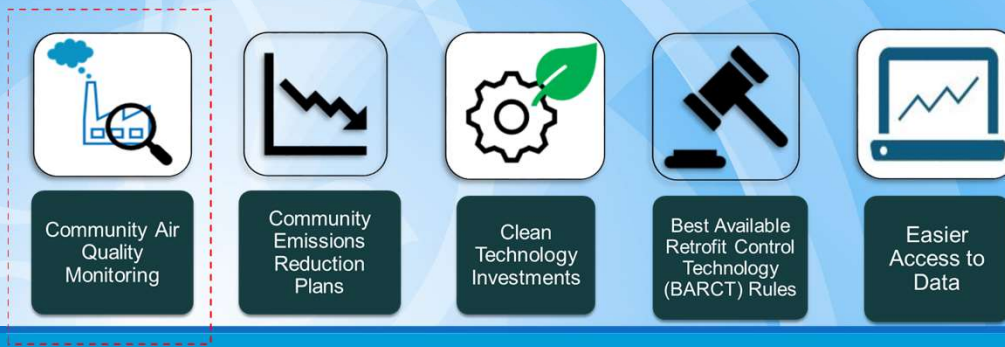 Community Air
Quality
Monitoring
Community
Emissions
Reduction
Plans
Clean
Technology
Investments
Best Available
Retrofit Control
Technology
(BARCT) Rules
Easier
Access to
Data